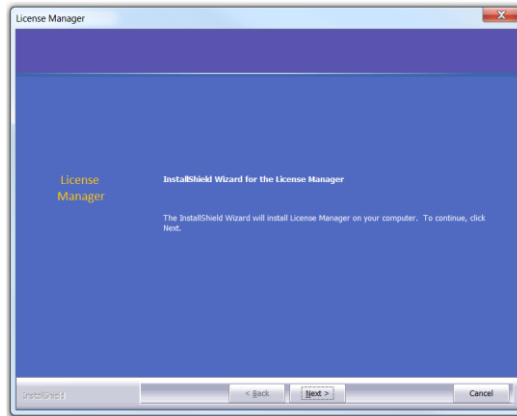 License Manager
License
Manager
InstallShield Wizard for the License Manager
The InstallShield Wizard will install License Manager on your computer. To continue, click
Next.
InstallShield
< Back
Next >
Cancel